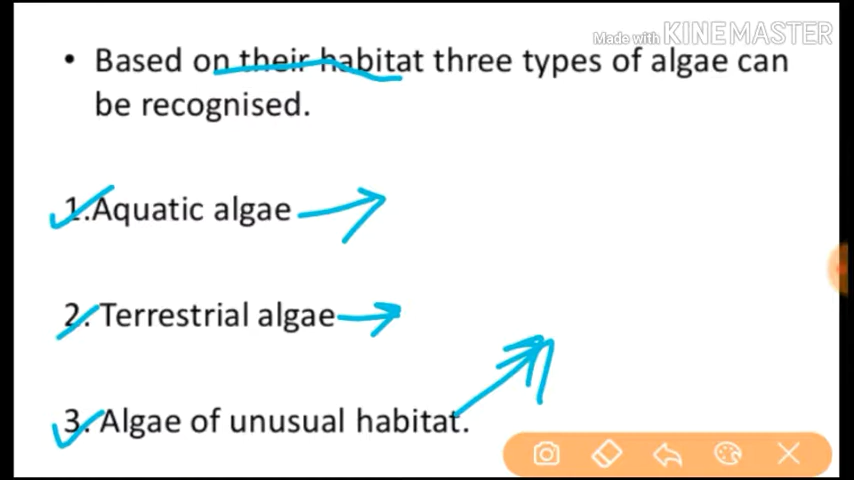 Made with KINEMASTER
• Based on their habitat three types of algae can
be recognised.
1.Aquatic algae
2. Terrestrial algae
3. Algae of unusual habitat.